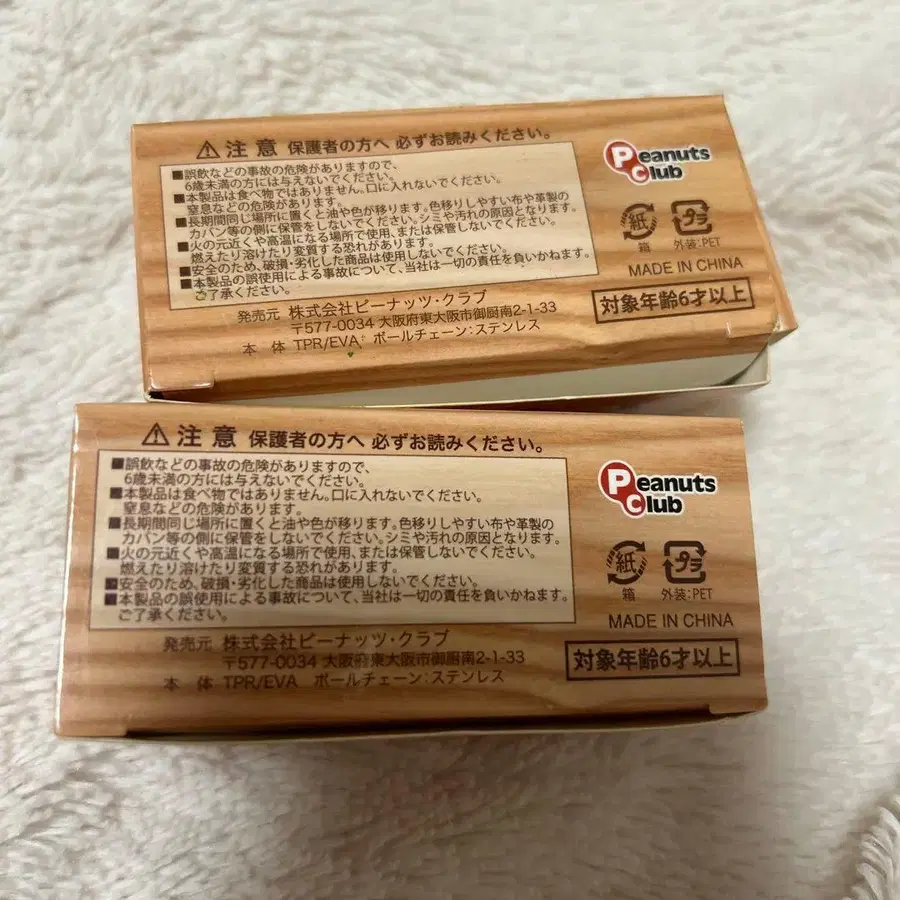 ⚠ 注意 保護者の方へ 必ずお読みください。
■誤飲などの事故の危険がありますので、
6歳未満の方には与えないでください。
■本製品は食べ物ではありません。口に入れないでください。
窒息などの危険があります。
■長期間同じ場所に置くと油や色が移ります。色移りしやすい布や革製の
カバン等の側に保管をしないでください。シミや汚れの原因となります。
■火の元近くや高温になる場所で使用、または保管しないでください。
燃えたり溶けたり変質する恐れがあります。
■安全のため、破損・劣化した商品は使用しないでください。
■本製品の誤使用による事故について、当社は一切の責任を負いかねます。
ご了承ください。
発売元 株式会社ピーナッツ・クラブ
〒577-0034 大阪府東大阪市御厨南2-1-33
本体 TPR/EVA ボールチェーン:ステンレス
Peanuts
Club
紙
箱
プラ
外装:PET
MADE IN CHINA
対象年齢6才以上
⚠ 注意 保護者の方へ 必ずお読みください。
■誤飲などの事故の危険がありますので、
6歳未満の方には与えないでください。
■本製品は食べ物ではありません。口に入れないでください。
窒息などの危険があります。
■長期間同じ場所に置くと油や色が移ります。色移りしやすい布や革製の
カバン等の側に保管をしないでください。シミや汚れの原因となります。
■火の元近くや高温になる場所で使用、または保管しないでください。
燃えたり溶けたり変質する恐れがあります。
■安全のため、破損・劣化した商品は使用しないでください。
■本製品の誤使用による事故について、当社は一切の責任を負いかねます。
ご了承ください。
発売元 株式会社ピーナッツ・クラブ
〒577-0034 大阪府東大阪市御厨南2-1-33
本体 TPR/EVA ボールチェーン:ステンレス
Peanuts
Club
紙
箱
プラ
外装:PET
MADE IN CHINA
対象年齢6才以上